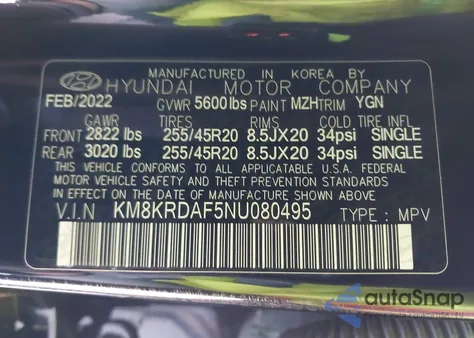 MANUFACTURED IN KOREA BY
HYUNDAI MOTOR COMPANY
FEB/2022 GVWR 5600lbs PAINT MZH TRIM YGN
GAWR TIRES RIMS COLD TIRE INFL
FRONT 2822 lbs 255/45R20 8.5JX20 34psi SINGLE
REAR 3020 lbs 255/45R20 8.5JX20 34psi SINGLE
THIS VEHICLE CONFORMS TO ALL APPLICABLE U.S.A. FEDERAL
MOTOR VEHICLE SAFETY AND THEFT PREVENTION STANDARDS
IN EFFECT ON THE DATE OF MANUFACTURE SHOWN ABOVE.
V.I.N KM8KRDAF5NU080495 TYPE : MPV
autoSnap